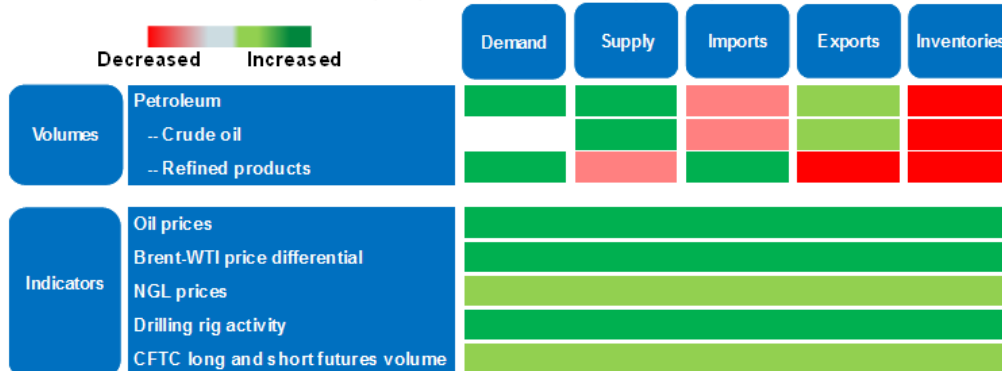 Demand Supply Imports Exports Inventories
Decreased Increased
Volumes
Petroleum
-- Crude oil
-- Refined products
Indicators
Oil prices
Brent-WTI price differential
NGL prices
Drilling rig activity
CFTC long and short futures volume